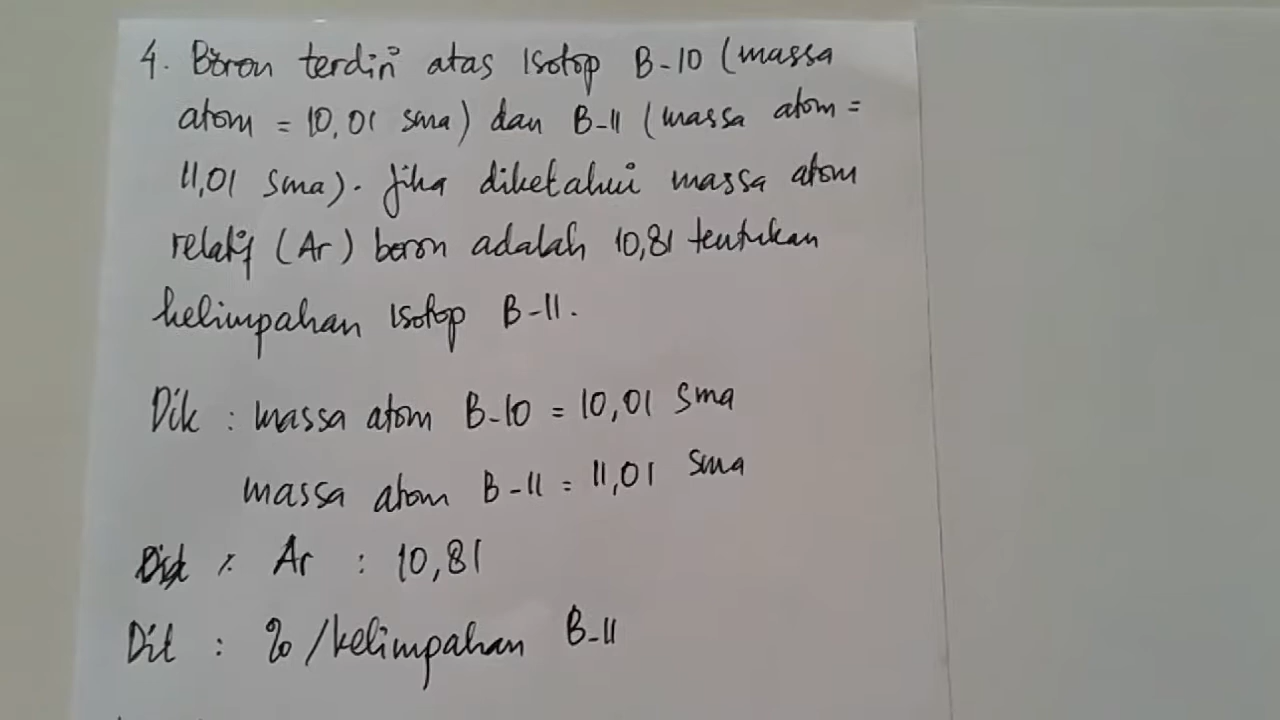 4. Boron terdiri atas Isotop B-10 (massa
atom = 10,01 sma) dan B-11 (massa atom =
11,01 sma). Jika diketahui massa atom
relatif (Ar) boron adalah 10,81 tentukan
kelimpahan Isotop B-11.
Dik : massa atom B-10 = 10,01 sma
massa atom B-11 = 11,01 sma
Ar : 10,81
Dit : % /kelimpahan B-11